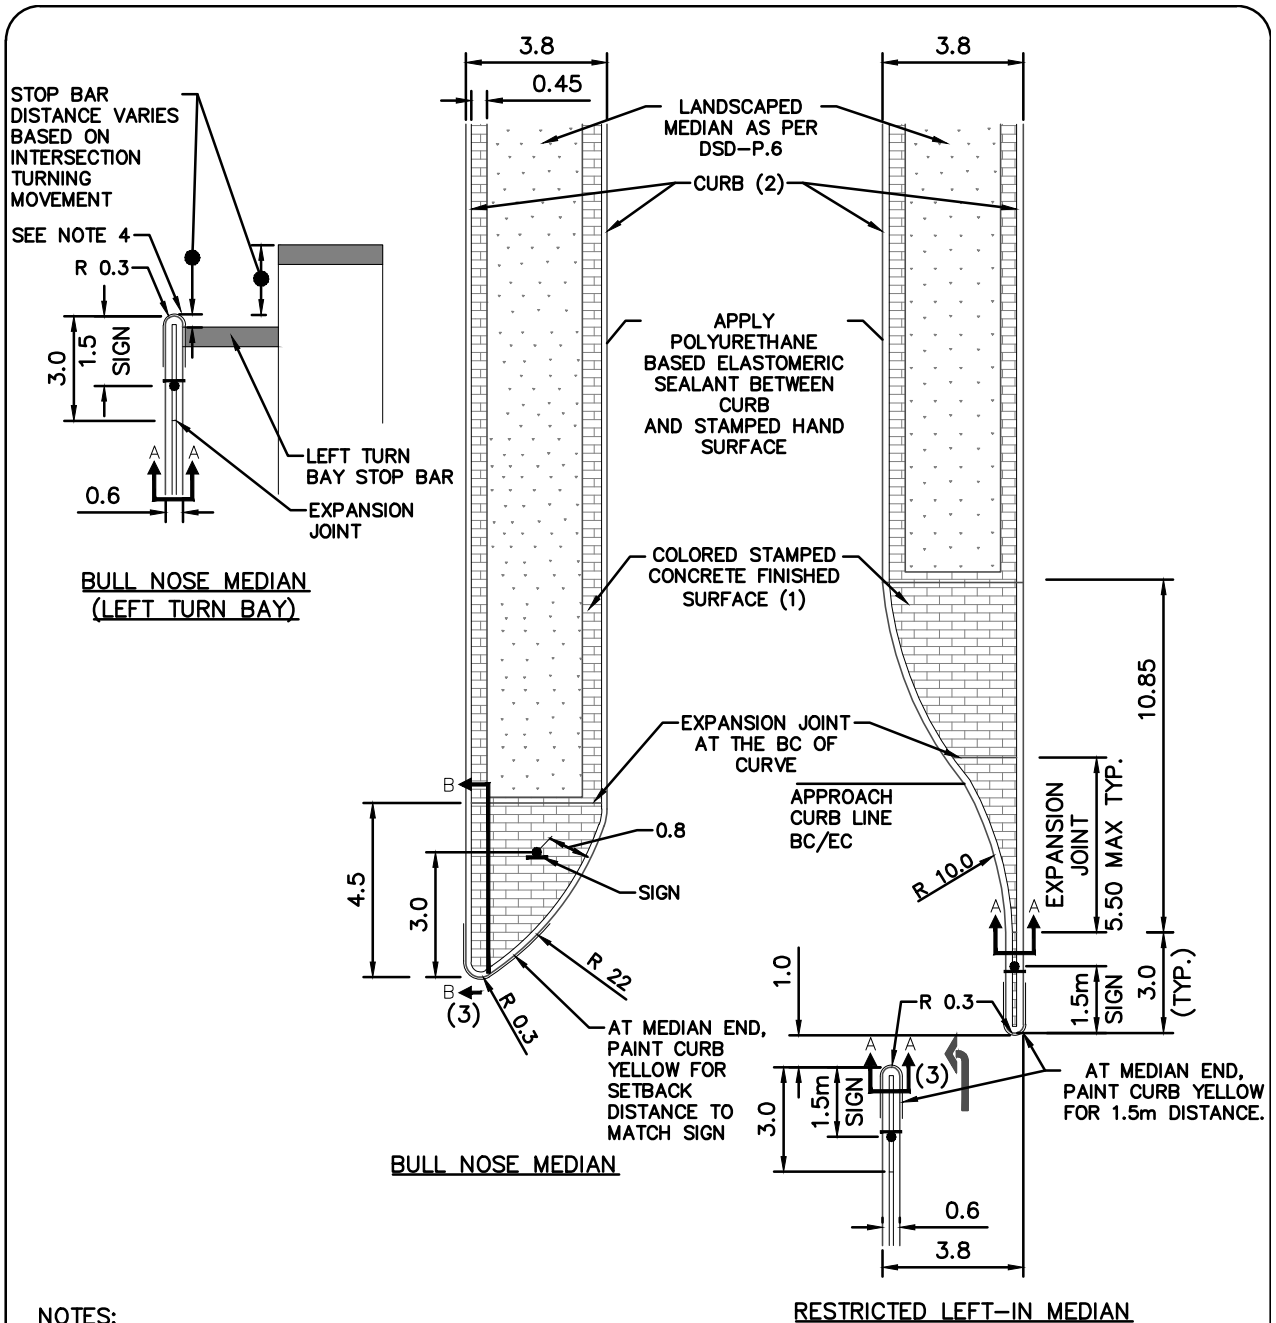 3.8
3.8
0.45
STOP BAR
DISTANCE VARIES
BASED ON
INTERSECTION
TURNING
MOVEMENT
LANDSCAPED
MEDIAN AS PER
DSD-P.6
CURB (2)
SEE NOTE 4
R 0.3
3.0
1.5
SIGN
APPLY
POLYURETHANE
BASED ELASTOMERIC
SEALANT BETWEEN
CURB
AND STAMPED HAND
SURFACE
A
A
LEFT TURN
BAY STOP BAR
0.6
EXPANSION
JOINT
BULL NOSE MEDIAN
(LEFT TURN BAY)
COLORED STAMPED
CONCRETE FINISHED
SURFACE (1)
10.85
EXPANSION JOINT
AT THE BC OF
CURVE
APPROACH
CURB LINE
BC/EC
B
0.8
SIGN
4.5
3.0
R 10.0
EXPANSION
JOINT
5.50 MAX TYP.
A
A
R 22
B
(3)
R 0.3
1.0
R 0.3
1.5m
SIGN
3.0
(TYP.)
AT MEDIAN END,
PAINT CURB
YELLOW FOR
SETBACK
DISTANCE TO
MATCH SIGN
A
A
(3)
3.0
1.5m
SIGN
AT MEDIAN END,
PAINT CURB YELLOW
FOR 1.5m DISTANCE.
BULL NOSE MEDIAN
0.6
3.8
RESTRICTED LEFT-IN MEDIAN
NOTES: